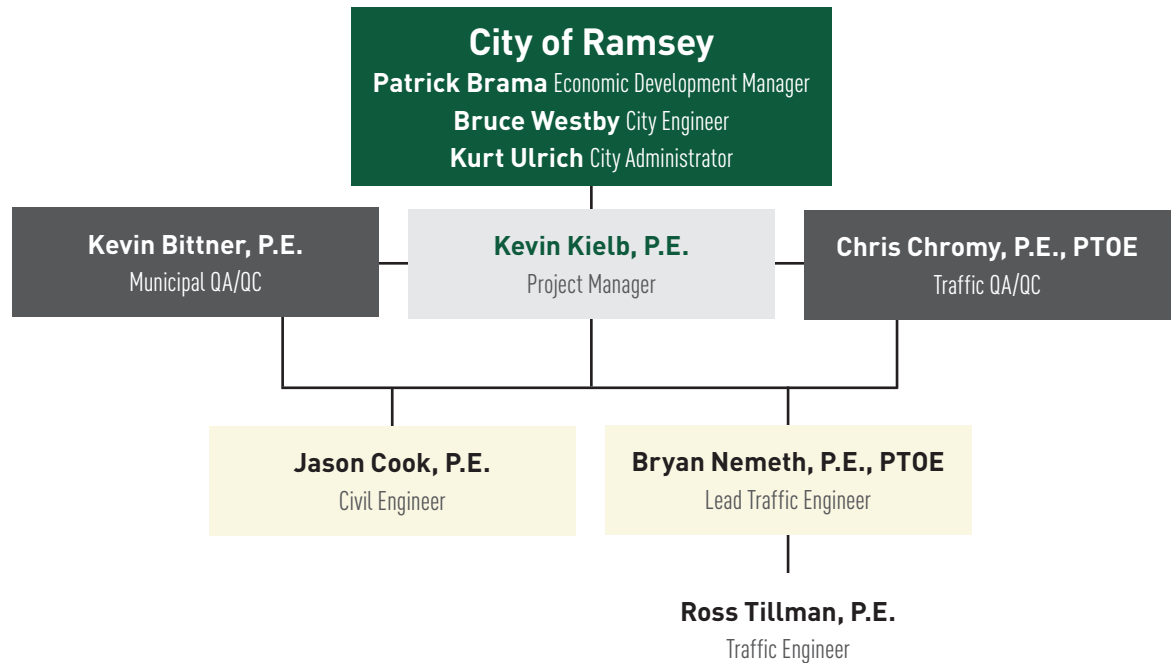 City of Ramsey
Patrick Brama Economic Development Manager
Bruce Westby City Engineer
Kurt Ulrich City Administrator
Kevin Bittner, P.E.
Municipal QA/QC
Kevin Kielb, P.E.
Project Manager
Chris Chromy, P.E., PTOE
Traffic QA/QC
Jason Cook, P.E.
Civil Engineer
Bryan Nemeth, P.E., PTOE
Lead Traffic Engineer
Ross Tillman, P.E.
Traffic Engineer